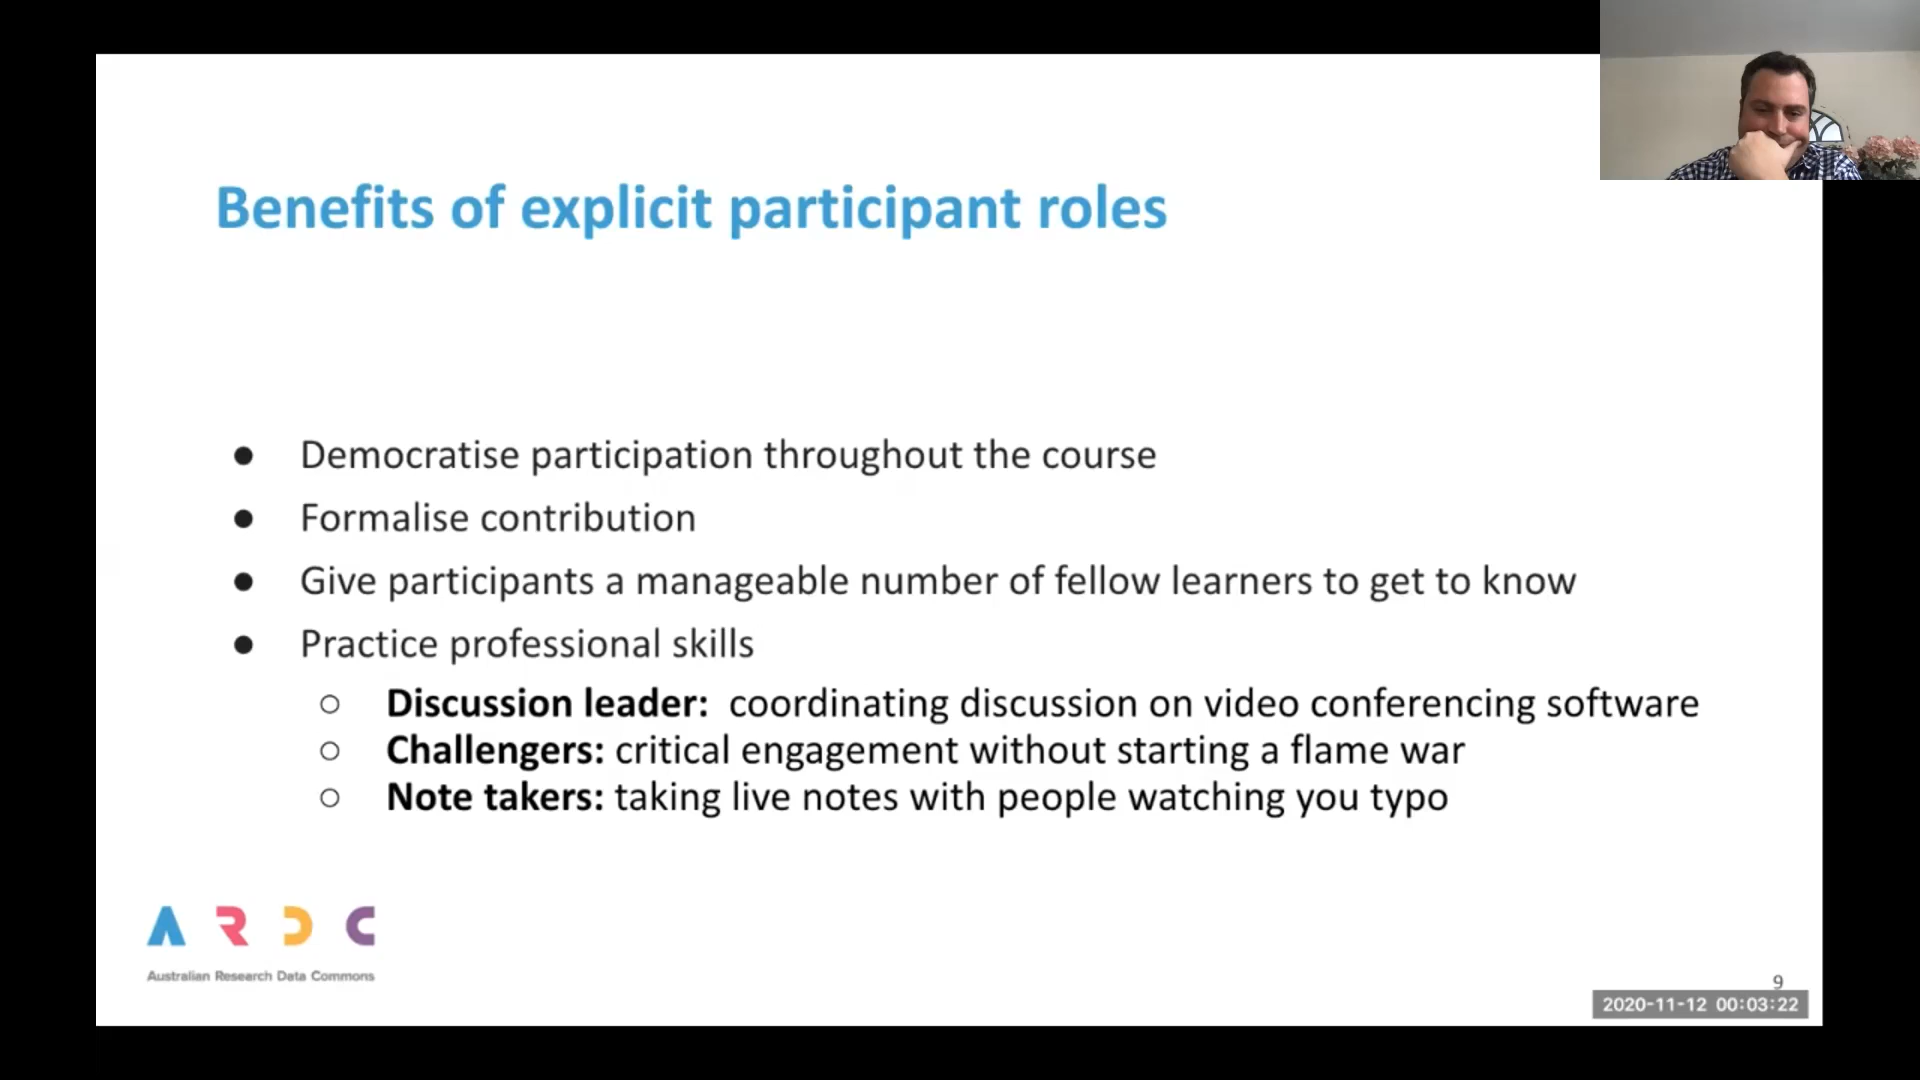 Benefits of explicit participant roles
● Democratise participation throughout the course
● Formalise contribution
● Give participants a manageable number of fellow learners to get to know
● Practice professional skills
○ Discussion leader: coordinating discussion on video conferencing software
○ Challengers: critical engagement without starting a flame war
○ Note takers: taking live notes with people watching you typo
A R D C
Australian Research Data Commons
9
2020-11-12 00:03:22